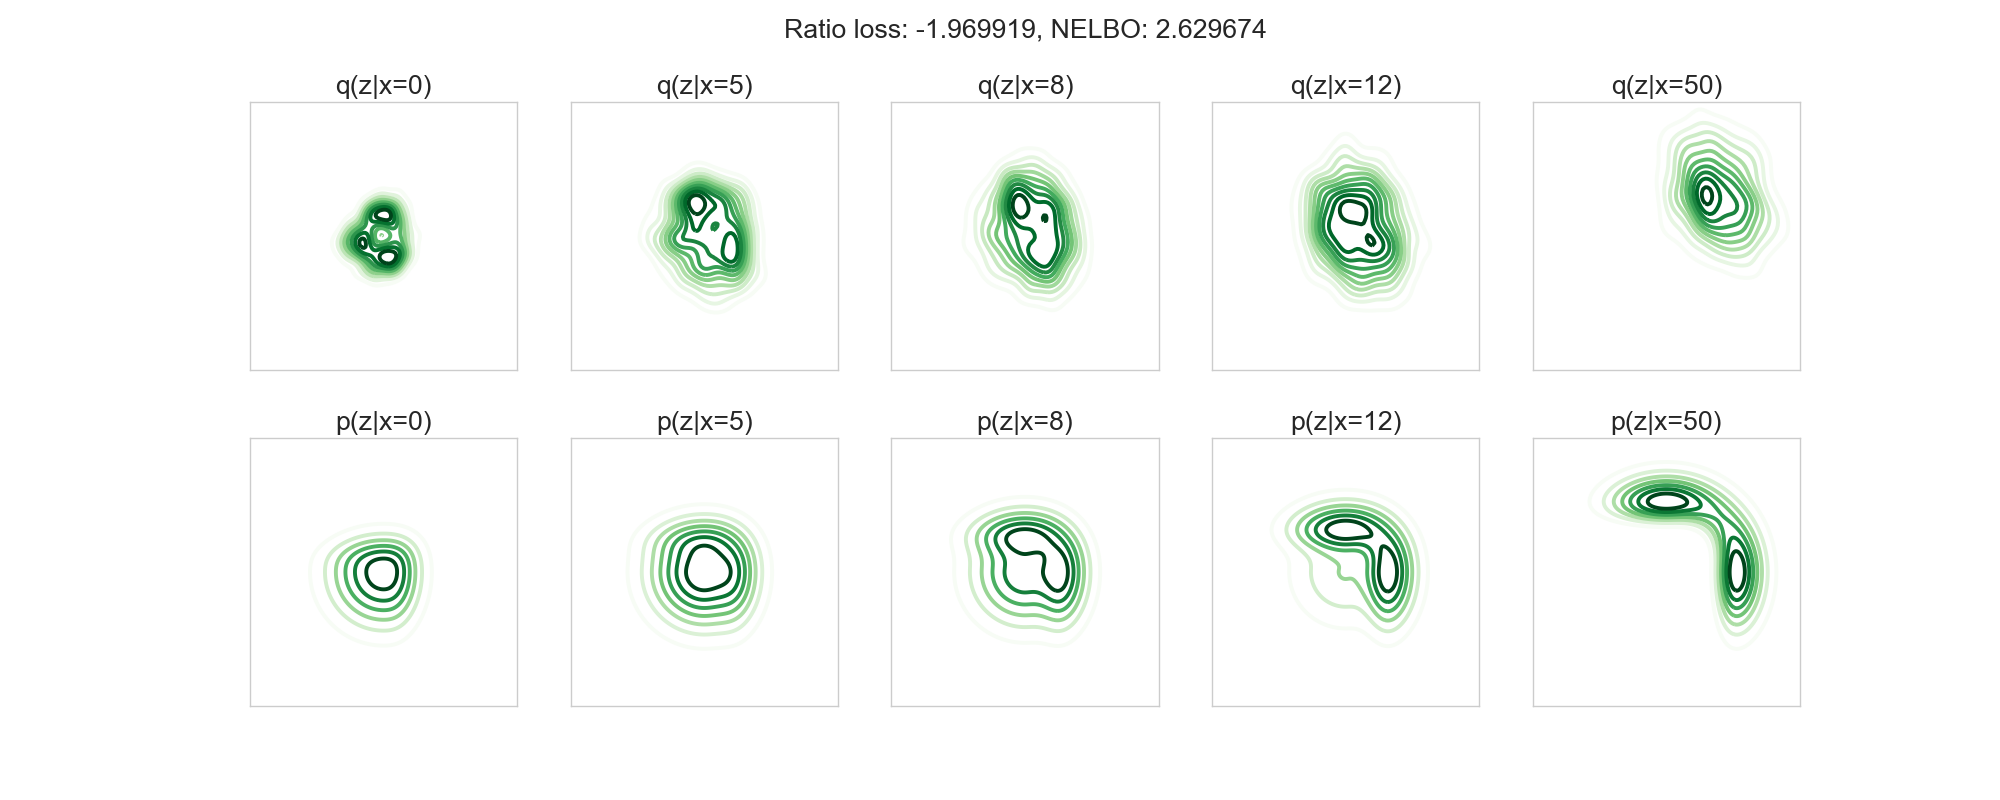 Ratio loss: -1.969919, NELBO: 2.629674
q(z|x=0) q(z|x=5) q(z|x=8) q(z|x=12) q(z|x=50)
p(z|x=0) p(z|x=5) p(z|x=8) p(z|x=12) p(z|x=50)